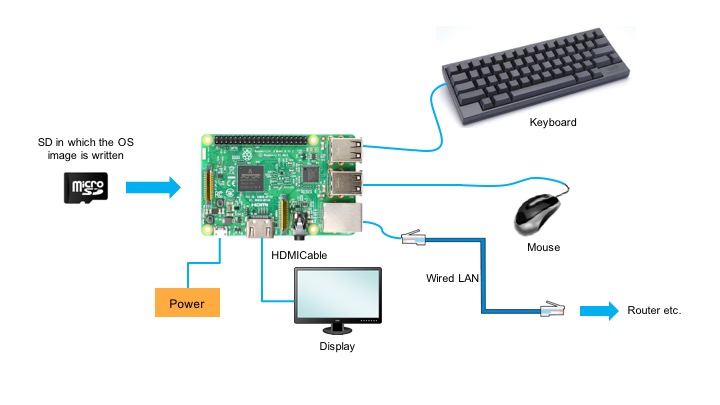 Keyboard
SD in which the OS
image is written
micro
SD
HDMI
Mouse
HDMICable
Wired LAN
Power
Router etc.
Display